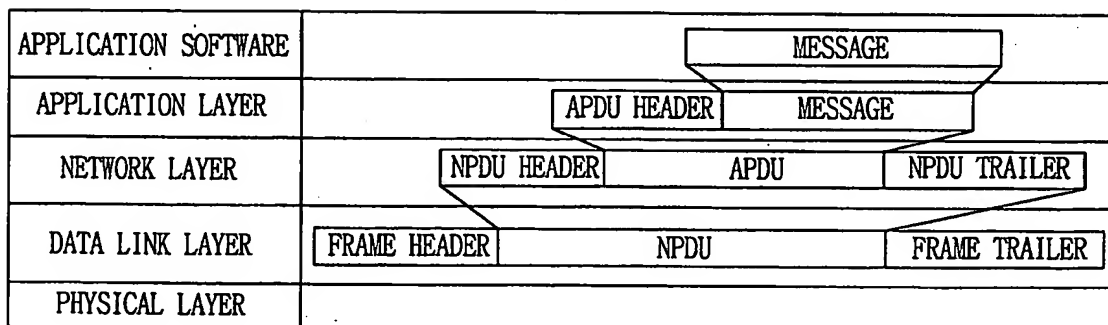 APPLICATION SOFTWARE MESSAGE
APPLICATION LAYER APDU HEADER MESSAGE
NETWORK LAYER NPDU HEADER APDU NPDU TRAILER
DATA LINK LAYER FRAME HEADER NPDU FRAME TRAILER
PHYSICAL LAYER